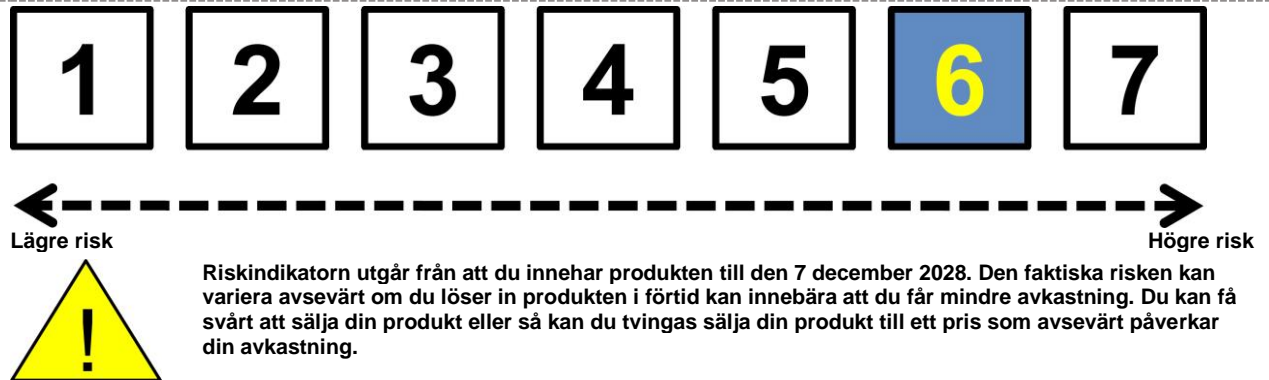 1 2 3 4 5 6 7
Lägre risk Högre risk
Riskindikatorn utgår från att du innehar produkten till den 7 december 2028. Den faktiska risken kan
variera avsevärt om du löser in produkten i förtid kan innebära att du får mindre avkastning. Du kan få
svårt att sälja din produkt eller så kan du tvingas sälja din produkt till ett pris som avsevärt påverkar
din avkastning.
!